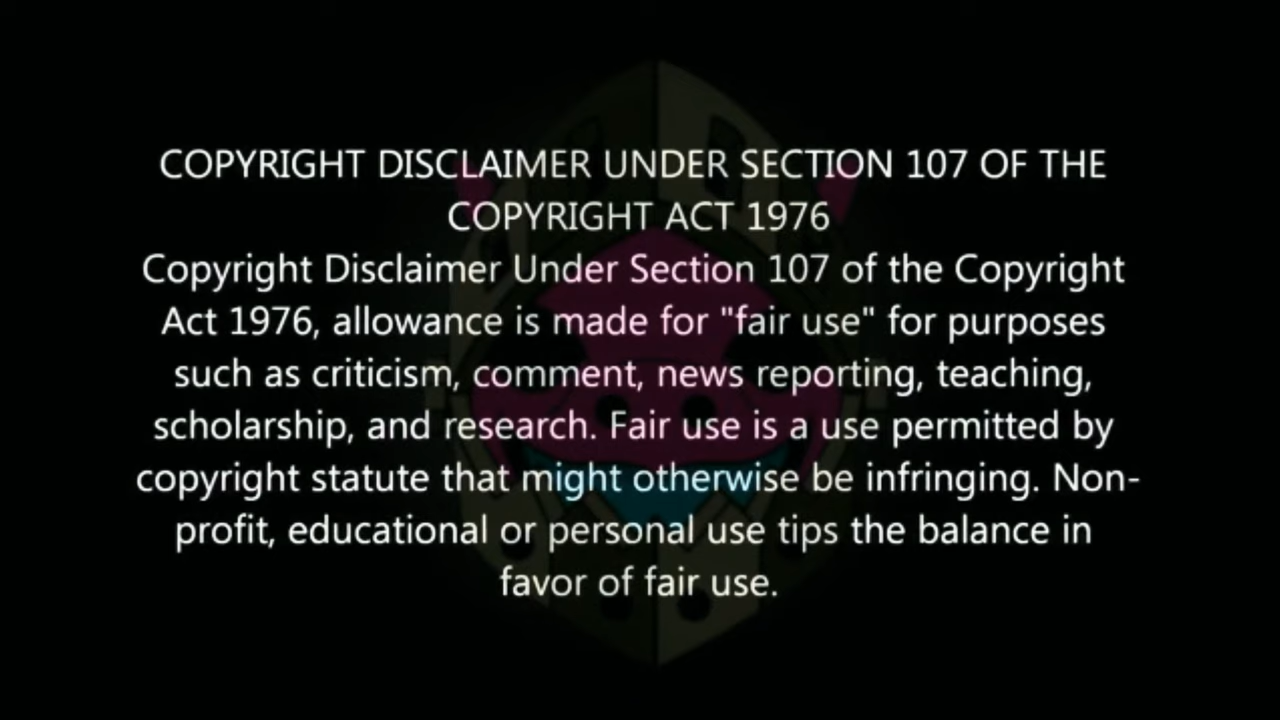 COPYRIGHT DISCLAIMER UNDER SECTION 107 OF THE
COPYRIGHT ACT 1976
Copyright Disclaimer Under Section 107 of the Copyright
Act 1976, allowance is made for "fair use" for purposes
such as criticism, comment, news reporting, teaching,
scholarship, and research. Fair use is a use permitted by
copyright statute that might otherwise be infringing. Non-
profit, educational or personal use tips the balance in
favor of fair use.